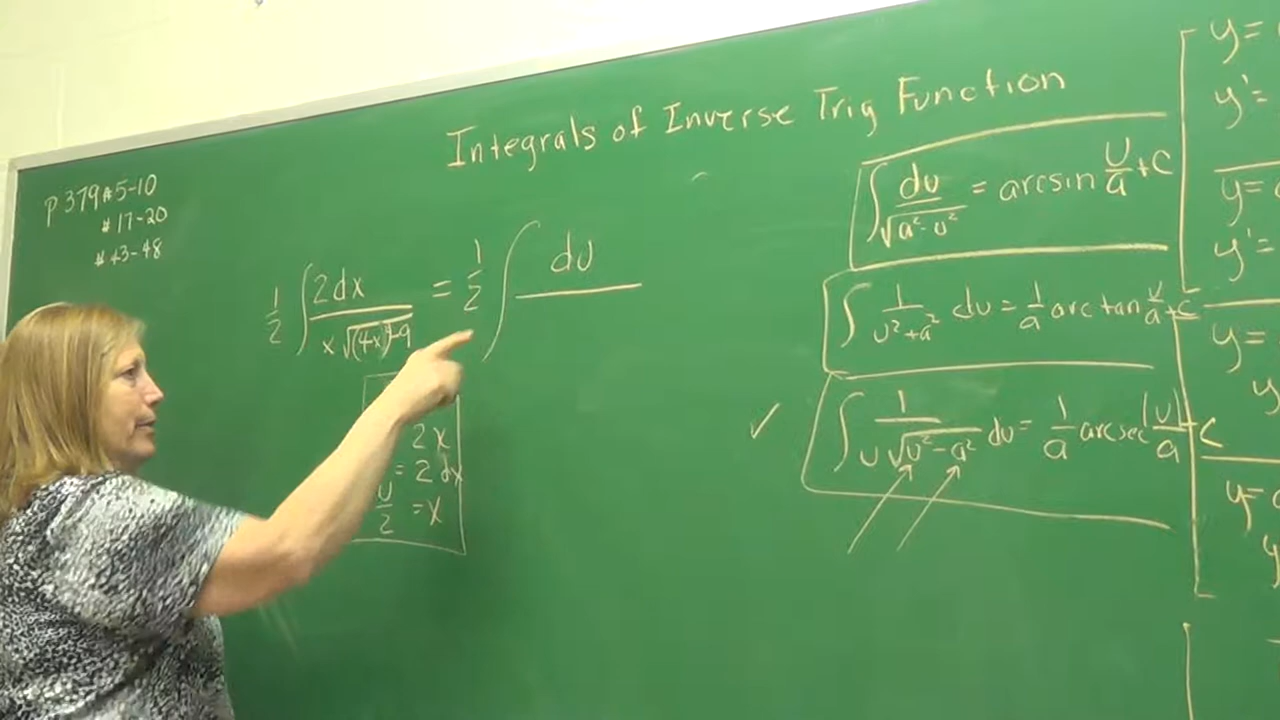 Integrals of Inverse Trig Function
p 379 # 5-10
# 17-20
# 43-48
1/2 ∫ 2dx / x√(4x)²-9 = 1/2 ∫ du
2x
= 2dx
u/2 = x
∫ du/√a²-u² = arcsin u/a + C
∫ 1/u²+a² du = 1/a arctan u/a + C
✓ ∫ 1/u√u²-a² du = 1/a arcsec |u|/a + C
y =
y' =
y =
y' =
y =
y
y =
y